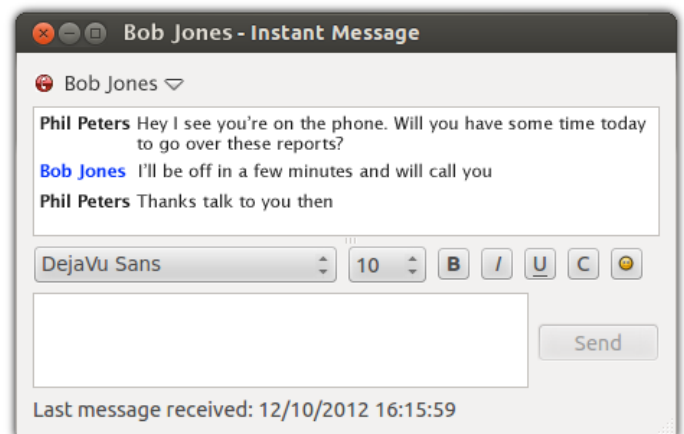 Bob Jones - Instant Message
Bob Jones
Phil Peters Hey I see you're on the phone. Will you have some time today
to go over these reports?
Bob Jones I'll be off in a few minutes and will call you
Phil Peters Thanks talk to you then
DejaVu Sans 10 B I U C
Send
Last message received: 12/10/2012 16:15:59